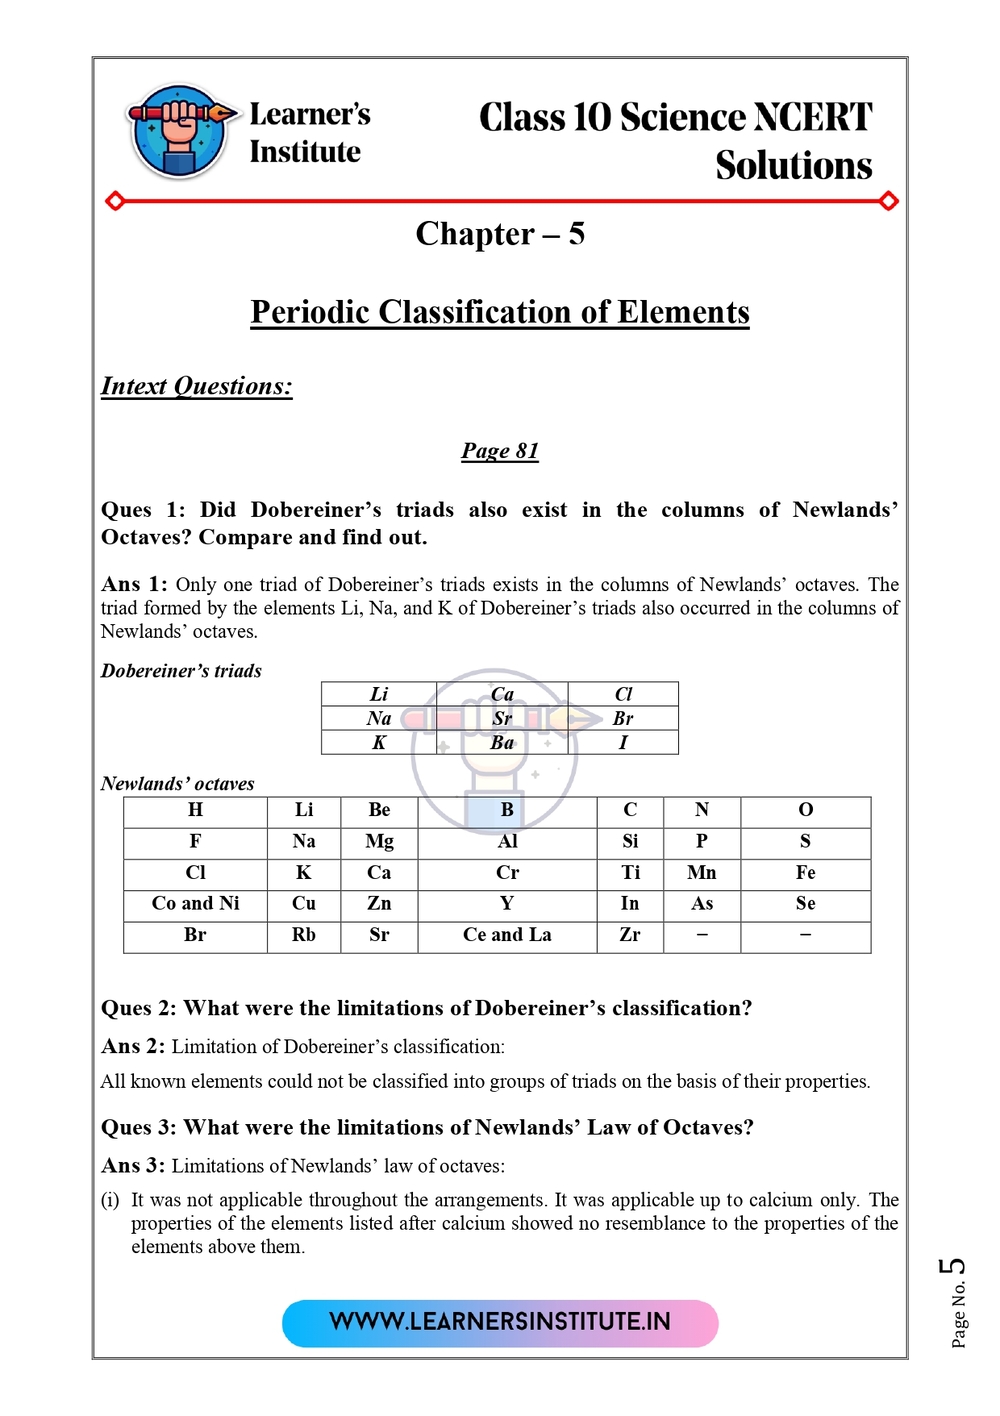 Learner's
Institute
Class 10 Science NCERT
Solutions
Chapter – 5
Periodic Classification of Elements
Intext Questions:
Page 81
Ques 1: Did Dobereiner's triads also exist in the columns of Newlands'
Octaves? Compare and find out.
Ans 1: Only one triad of Dobereiner's triads exists in the columns of Newlands' octaves. The
triad formed by the elements Li, Na, and K of Dobereiner's triads also occurred in the columns of
Newlands' octaves.
Dobereiner's triads
Li Ca Cl
Na Sr Br
K Ba I
Newlands' octaves
H Li Be B C N O
F Na Mg Al Si P S
Cl K Ca Cr Ti Mn Fe
Co and Ni Cu Zn Y In As Se
Br Rb Sr Ce and La Zr – –
Ques 2: What were the limitations of Dobereiner's classification?
Ans 2: Limitation of Dobereiner's classification:
All known elements could not be classified into groups of triads on the basis of their properties.
Ques 3: What were the limitations of Newlands' Law of Octaves?
Ans 3: Limitations of Newlands' law of octaves:
(i) It was not applicable throughout the arrangements. It was applicable up to calcium only. The
properties of the elements listed after calcium showed no resemblance to the properties of the
elements above them.
WWW.LEARNERSINSTITUTE.IN
Page No. 5